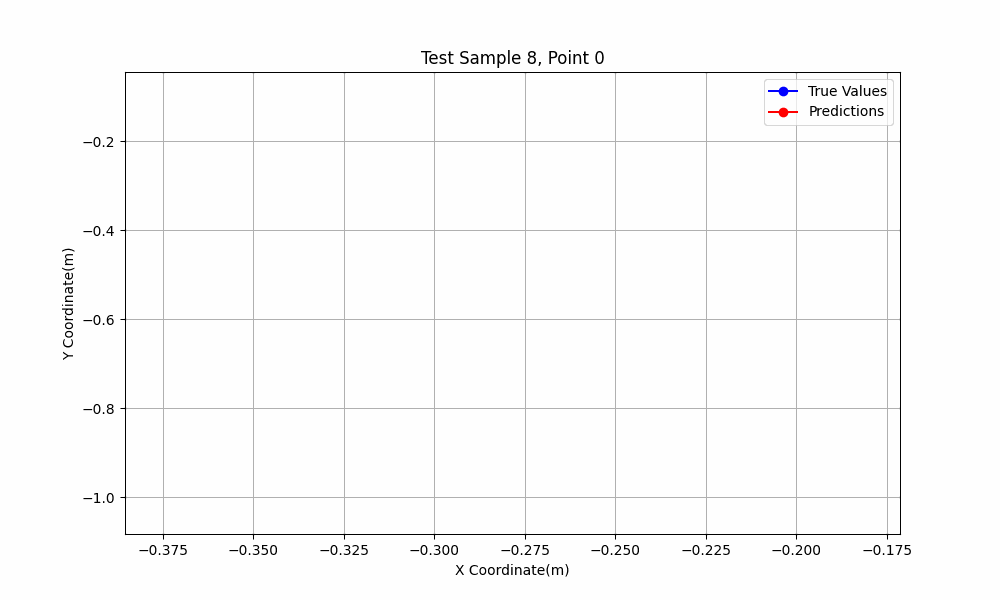 Test Sample 8, Point 0
True Values
Predictions
−0.2
−0.4
−0.6
−0.8
−1.0
Y Coordinate(m)
−0.375 −0.350 −0.325 −0.300 −0.275 −0.250 −0.225 −0.200 −0.175
X Coordinate(m)